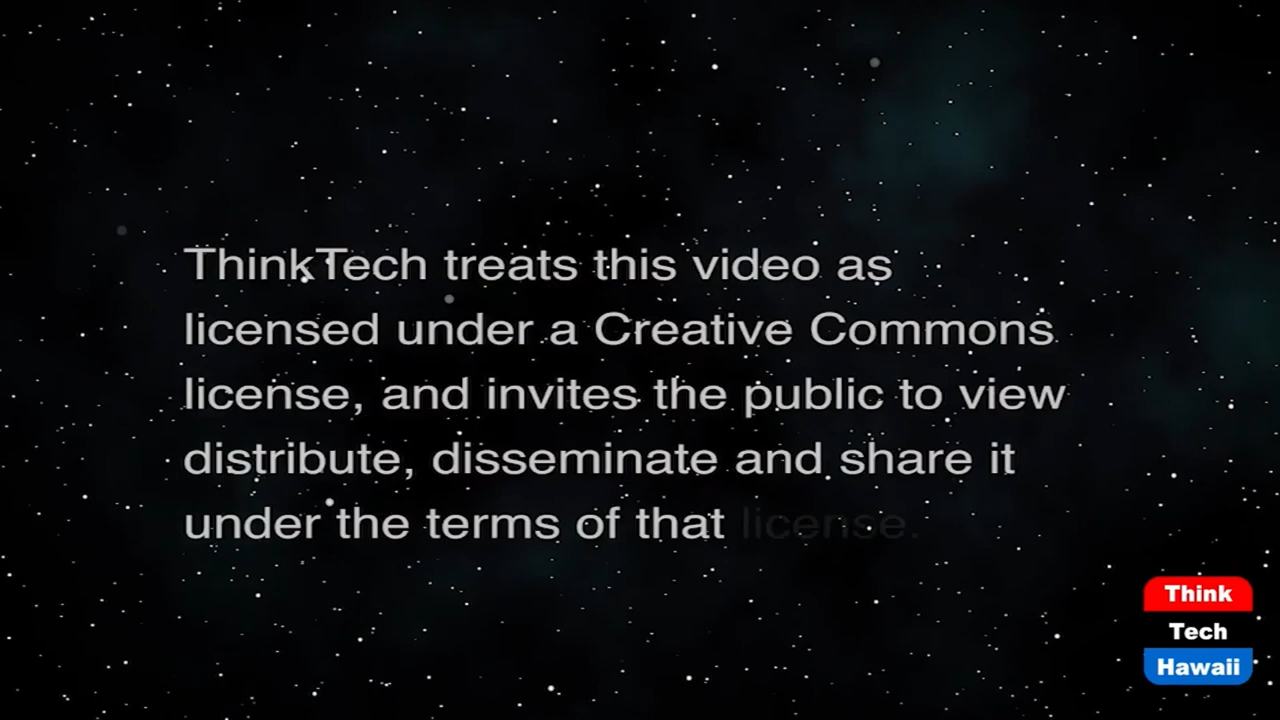 ThinkTech treats this video as
licensed under a Creative Commons
license, and invites the public to view
distribute, disseminate and share it
under the terms of that license.
Think
Tech
Hawaii